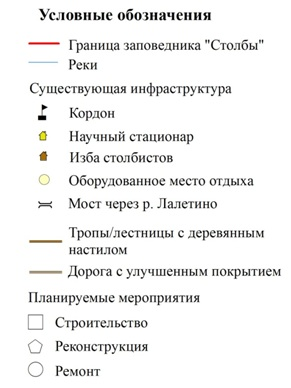 Условные обозначения
Граница заповедника "Столбы"
Реки
Существующая инфраструктура
Кордон
Научный стационар
Изба столбистов
Оборудованное место отдыха
Мост через р. Лалетино
Тропы/лестницы с деревянным
настилом
Дорога с улучшенным покрытием
Планируемые мероприятия
Строительство
Реконструкция
Ремонт